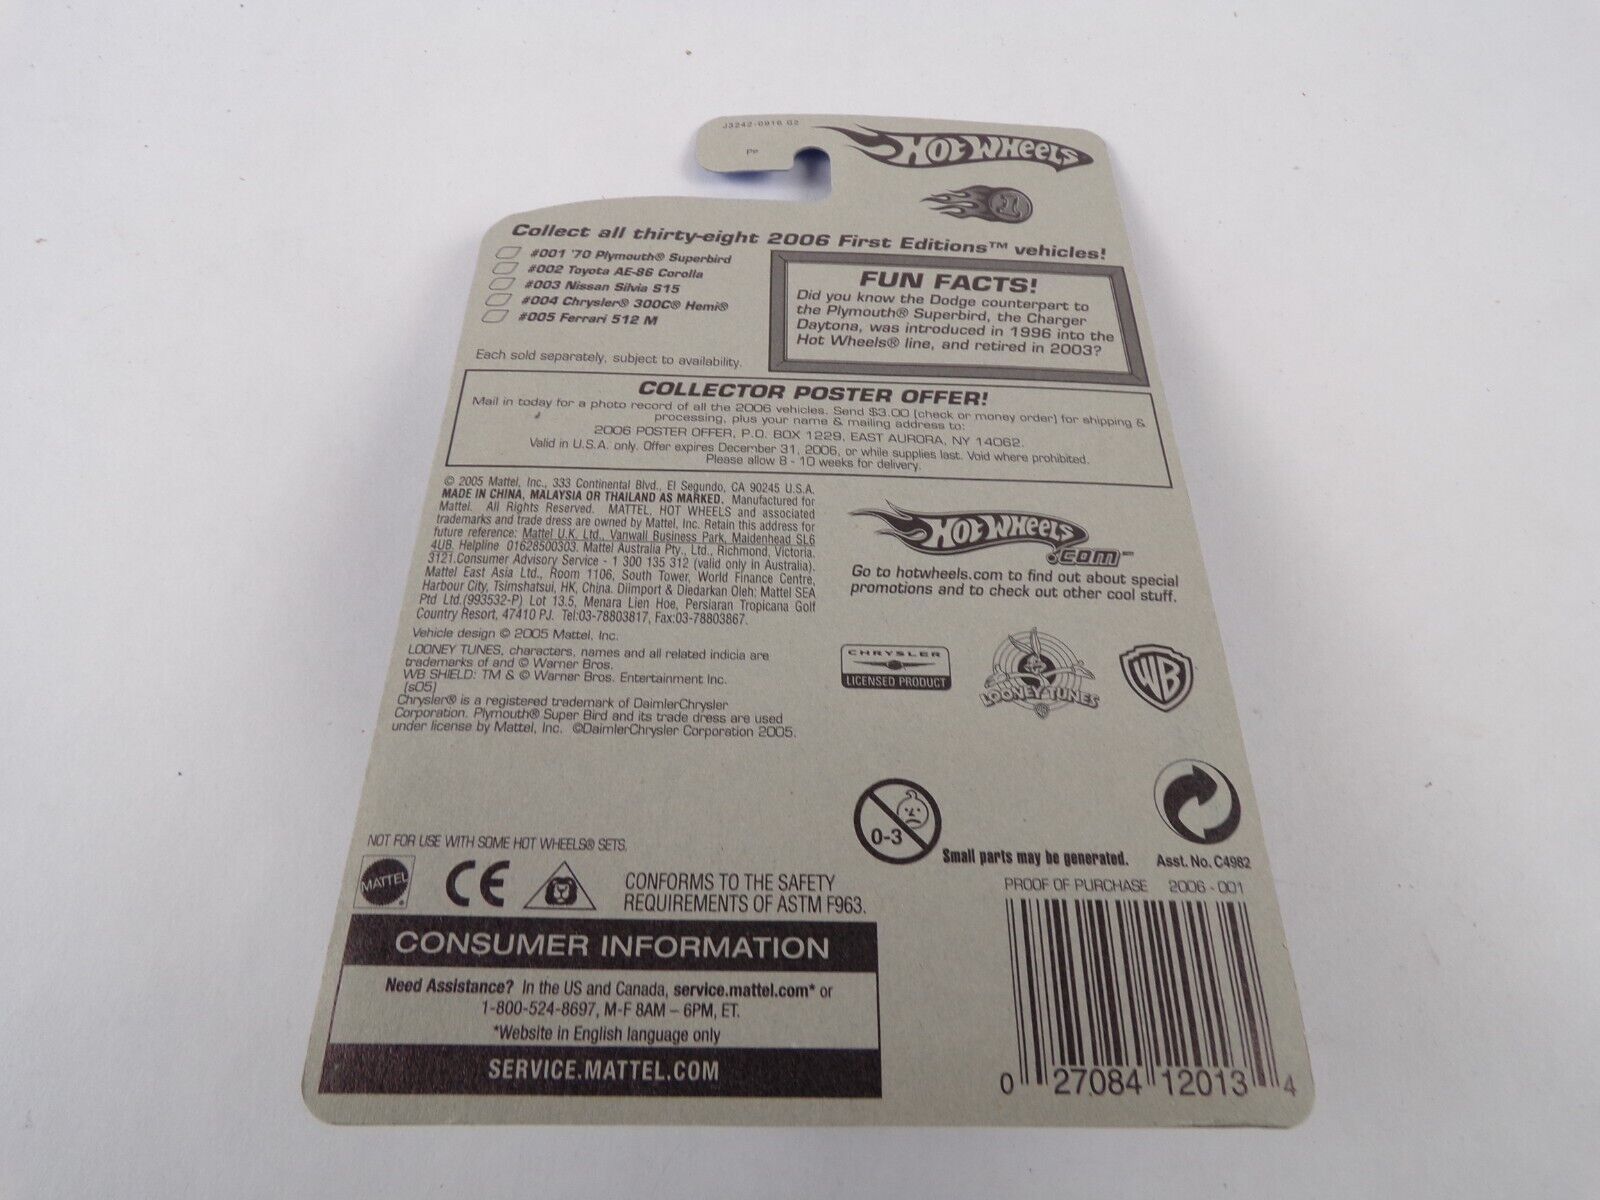 J3242-0918 G2
PP
HOT WHEELS
1
Collect all thirty-eight 2006 First Editions™ vehicles!
#001 '70 Plymouth® Superbird
#002 Toyota AE-86 Corolla
#003 Nissan Silvia S15
#004 Chrysler® 300C® Hemi®
#005 Ferrari 512 M
Each sold separately, subject to availability.
FUN FACTS!
Did you know the Dodge counterpart to
the Plymouth® Superbird, the Charger
Daytona, was introduced in 1996 into the
Hot Wheels® line, and retired in 2003?
COLLECTOR POSTER OFFER!
Mail in today for a photo record of all the 2006 vehicles. Send $3.00 (check or money order) for shipping &
processing, plus your name & mailing address to:
2006 POSTER OFFER, P.O. BOX 1229, EAST AURORA, NY 14052.
Valid in U.S.A. only. Offer expires December 31, 2006, or while supplies last. Void where prohibited.
Please allow 8 - 10 weeks for delivery.
© 2005 Mattel, Inc., 333 Continental Blvd., El Segundo, CA 90245 U.S.A.
MADE IN CHINA, MALAYSIA OR THAILAND AS MARKED. Manufactured for
Mattel. All Rights Reserved. MATTEL, HOT WHEELS and associated
trademarks and trade dress are owned by Mattel, Inc. Retain this address for
future reference: Mattel U.K. Ltd., Vanwall Business Park, Maidenhead SL6
4UB. Helpline 01628500303. Mattel Australia Pty., Ltd., Richmond, Victoria.
3121.Consumer Advisory Service - 1 300 135 312 (valid only in Australia).
Mattel East Asia Ltd., Room 1106, South Tower, World Finance Centre,
Harbour City, Tsimshatsui, HK, China. Diimport & Diedarkan Oleh: Mattel SEA
Ptd Ltd.(993532-P) Lot 13.5, Menara Lien Hoe, Persiaran Tropicana Golf
Country Resort, 47410 PJ. Tel:03-78803817, Fax:03-78803867.
Vehicle design © 2005 Mattel, Inc.
LOONEY TUNES, characters, names and all related indicia are
trademarks of and © Warner Bros.
WB SHIELD: TM & © Warner Bros. Entertainment Inc.
(s05)
Chrysler® is a registered trademark of DaimlerChrysler
Corporation. Plymouth® Super Bird and its trade dress are used
under license by Mattel, Inc. ©DaimlerChrysler Corporation 2005.
HOT WHEELS
.com™
Go to hotwheels.com to find out about special
promotions and to check out other cool stuff.
CHRYSLER
LICENSED PRODUCT
LOONEY TUNES
WB
0-3
Small parts may be generated.
Asst. No. C4982
NOT FOR USE WITH SOME HOT WHEELS® SETS.
MATTEL
CE
CONFORMS TO THE SAFETY
REQUIREMENTS OF ASTM F963.
PROOF OF PURCHASE 2006 - 001
CONSUMER INFORMATION
Need Assistance? In the US and Canada, service.mattel.com* or
1-800-524-8697, M-F 8AM – 6PM, ET.
*Website in English language only
SERVICE.MATTEL.COM
0 27084 12013 4